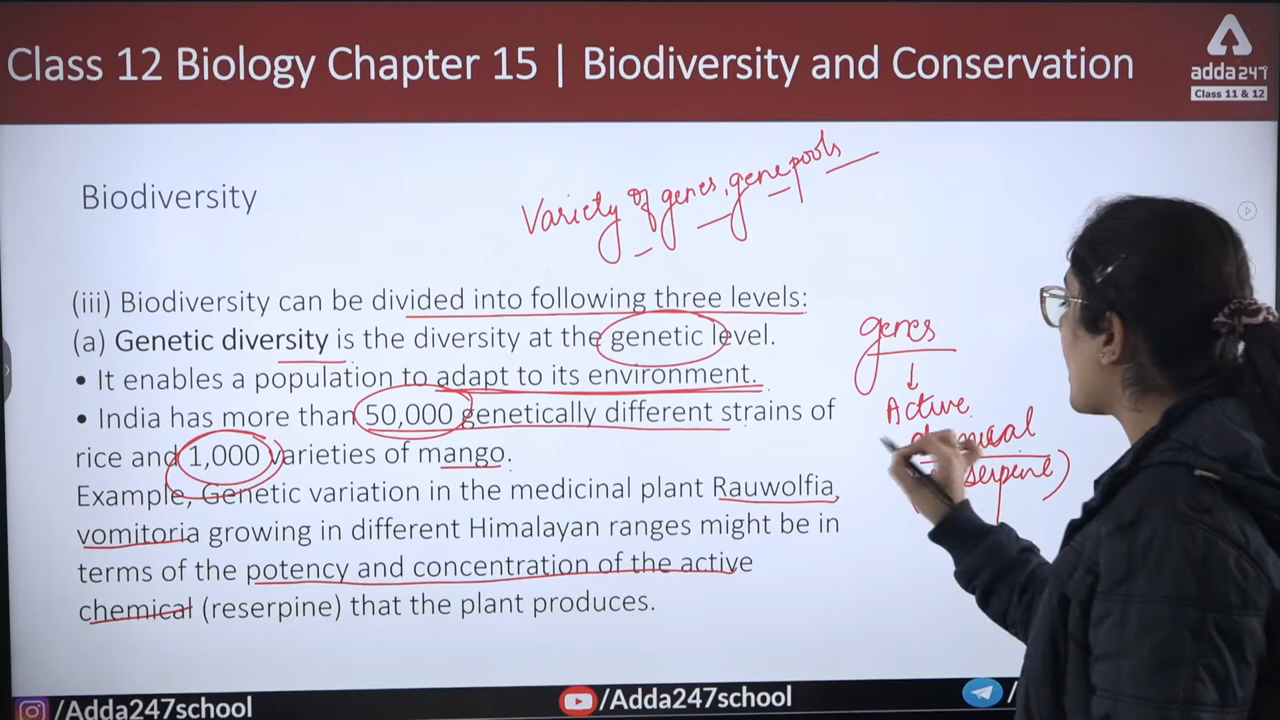 Class 12 Biology Chapter 15 | Biodiversity and Conservation
adda247
Class 11 & 12
Biodiversity
Variety of genes, genepools
(iii) Biodiversity can be divided into following three levels:
(a) Genetic diversity is the diversity at the genetic level.
• It enables a population to adapt to its environment.
• India has more than 50,000 genetically different strains of
rice and 1,000 varieties of mango.
Example, Genetic variation in the medicinal plant Rauwolfia
vomitoria growing in different Himalayan ranges might be in
terms of the potency and concentration of the active
chemical (reserpine) that the plant produces.
genes
Active
/Adda247school
/Adda247school